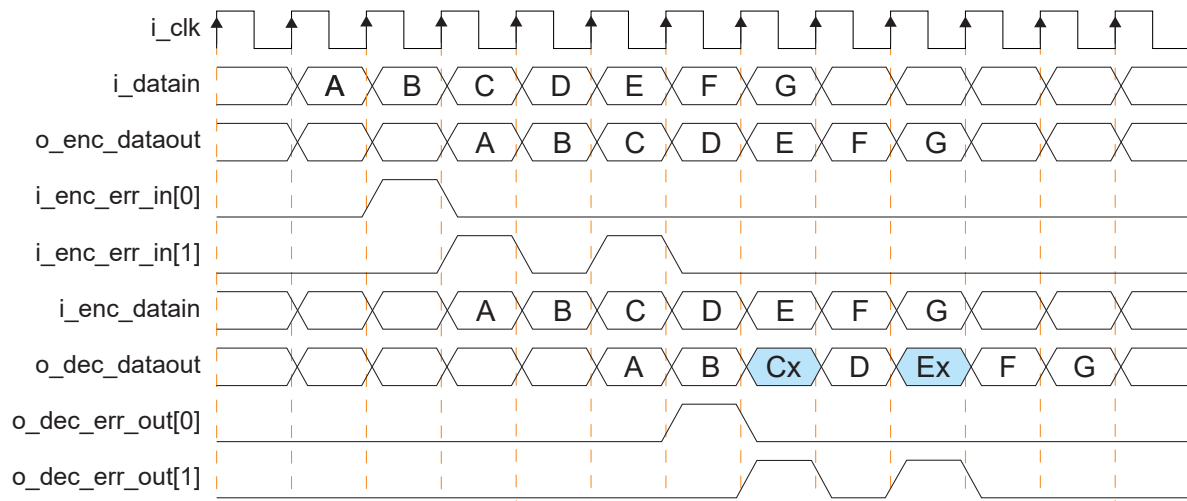 i_clk
i_datain A B C D E F G
o_enc_dataout A B C D E F G
i_enc_err_in[0]
i_enc_err_in[1]
i_enc_datain A B C D E F G
o_dec_dataout A B Cx D Ex F G
o_dec_err_out[0]
o_dec_err_out[1]